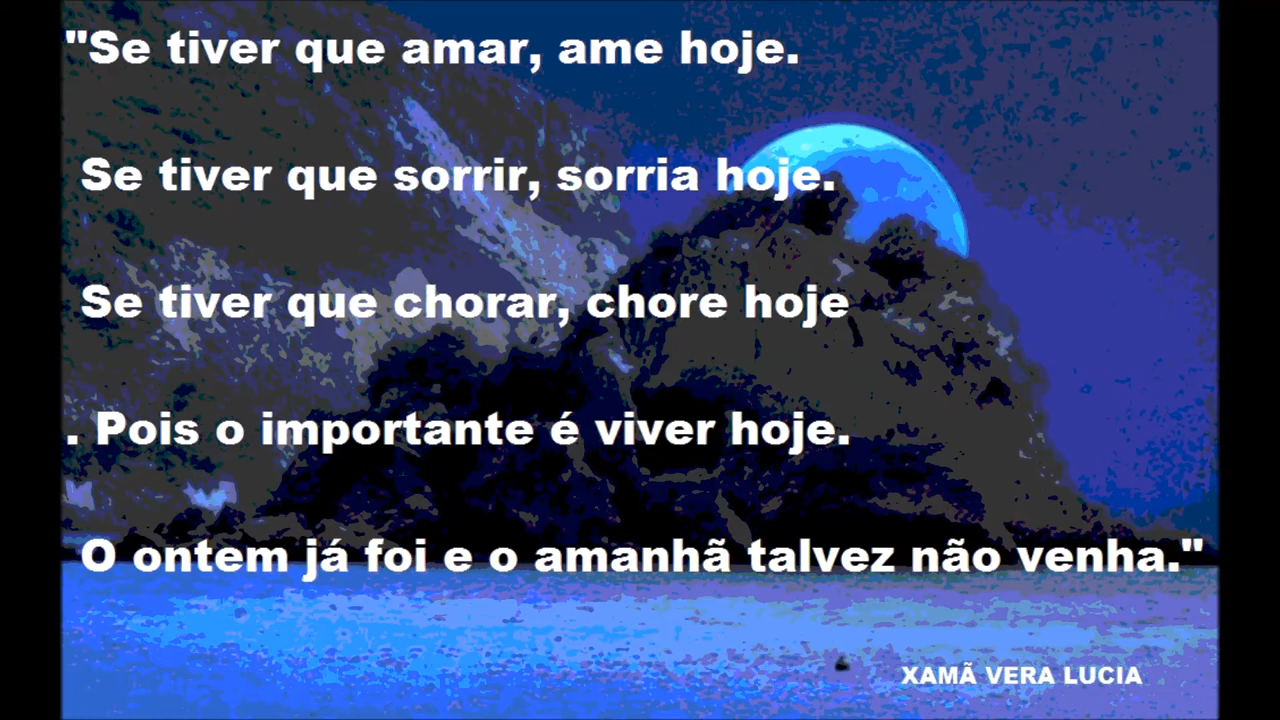 "Se tiver que amar, ame hoje.
Se tiver que sorrir, sorria hoje.
Se tiver que chorar, chore hoje
. Pois o importante é viver hoje.
O ontem já foi e o amanhã talvez não venha."
XAMÃ VERA LUCIA